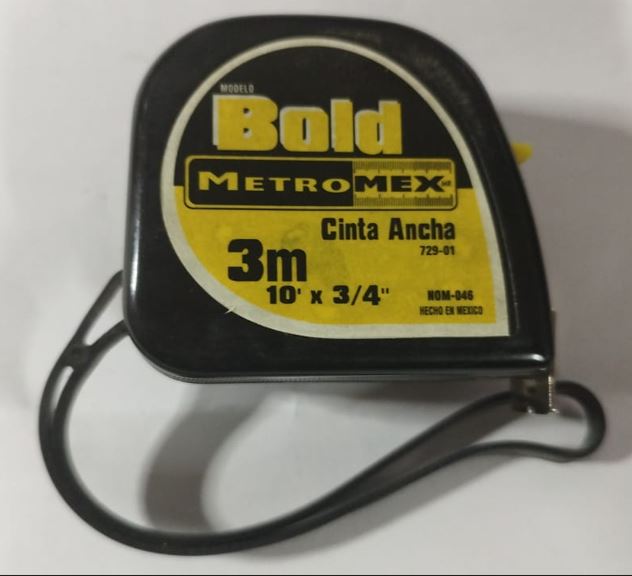 MODELO
Bold
METROMEX
Cinta Ancha
729-01
3m
10' x 3/4"
NOM-046
HECHO EN MEXICO